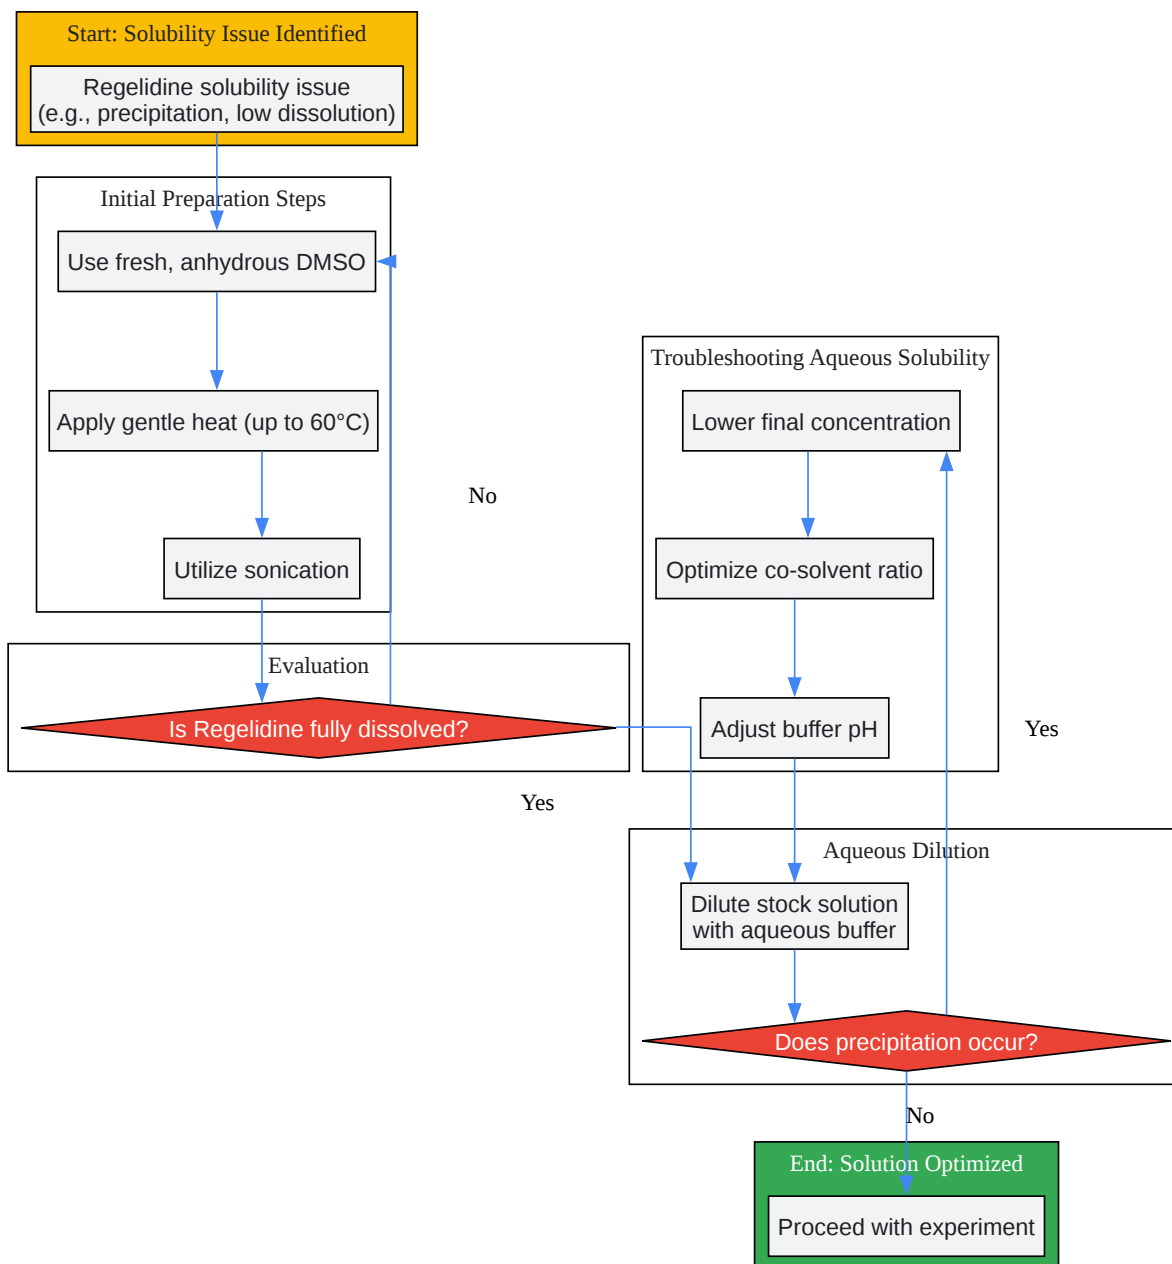 Start: Solubility Issue Identified
Regelidine solubility issue
(e.g., precipitation, low dissolution)
Initial Preparation Steps
Use fresh, anhydrous DMSO
Apply gentle heat (up to 60°C)
No
Utilize sonication
Evaluation
Is Regelidine fully dissolved?
Yes
Troubleshooting Aqueous Solubility
Lower final concentration
Optimize co-solvent ratio
Adjust buffer pH
Yes
Aqueous Dilution
Dilute stock solution
with aqueous buffer
Does precipitation occur?
No
End: Solution Optimized
Proceed with experiment